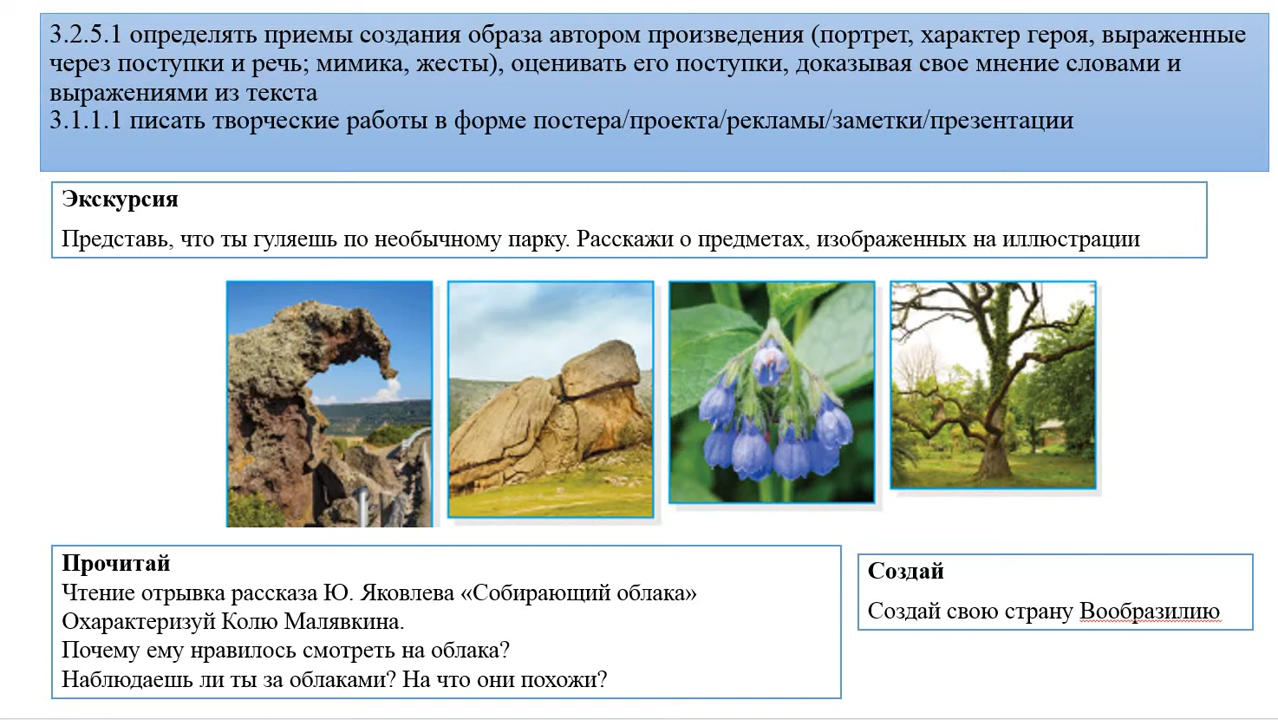 3.2.5.1 определять приемы создания образа автором произведения (портрет, характер героя, выраженные
через поступки и речь; мимика, жесты), оценивать его поступки, доказывая свое мнение словами и
выражениями из текста
3.1.1.1 писать творческие работы в форме постера/проекта/рекламы/заметки/презентации
Экскурсия
Представь, что ты гуляешь по необычному парку. Расскажи о предметах, изображенных на иллюстрации
Прочитай
Чтение отрывка рассказа Ю. Яковлева «Собирающий облака»
Охарактеризуй Колю Малявкина.
Почему ему нравилось смотреть на облака?
Наблюдаешь ли ты за облаками? На что они похожи?
Создай
Создай свою страну Вообразилию